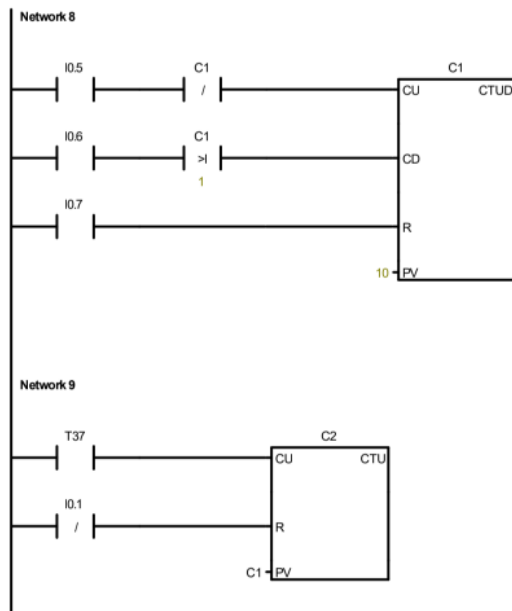 Network 8
I0.5 C1 C1
/ CU CTUD
I0.6 C1
>I CD
1
I0.7
R
10 PV
Network 9
T37 C2
CU CTU
I0.1
/ R
C1 PV